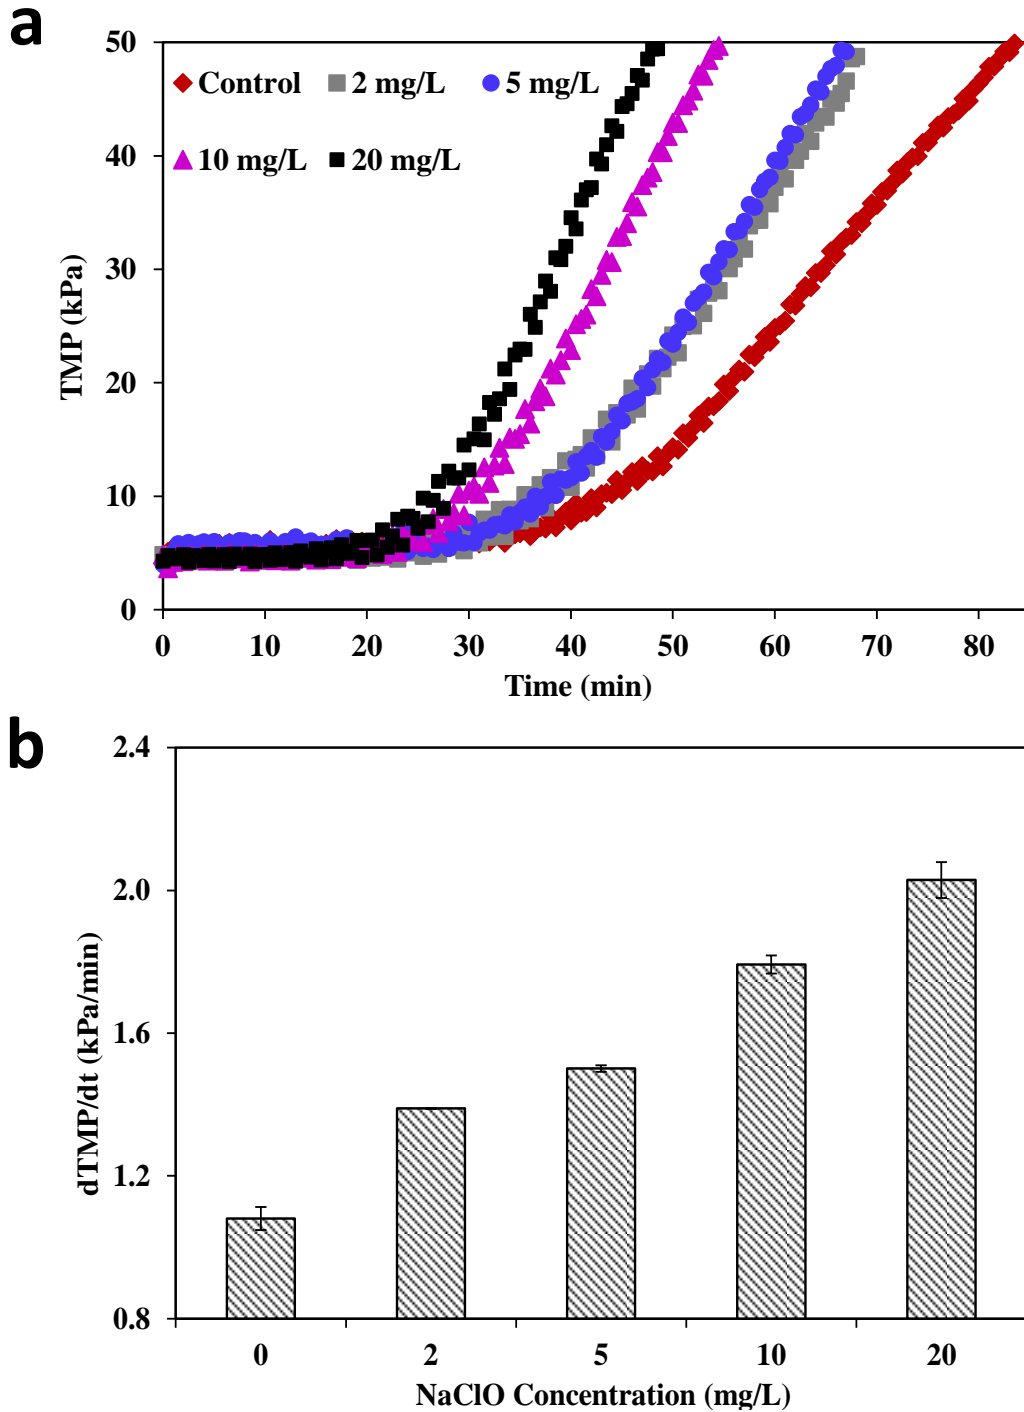 a
50
40
30
20
10
0
TMP (kPa)
Control 2 mg/L 5 mg/L
10 mg/L 20 mg/L
0 10 20 30 40 50 60 70 80
Time (min)
b
2.4
2.0
1.6
1.2
0.8
dTMP/dt (kPa/min)
0 2 5 10 20
NaClO Concentration (mg/L)